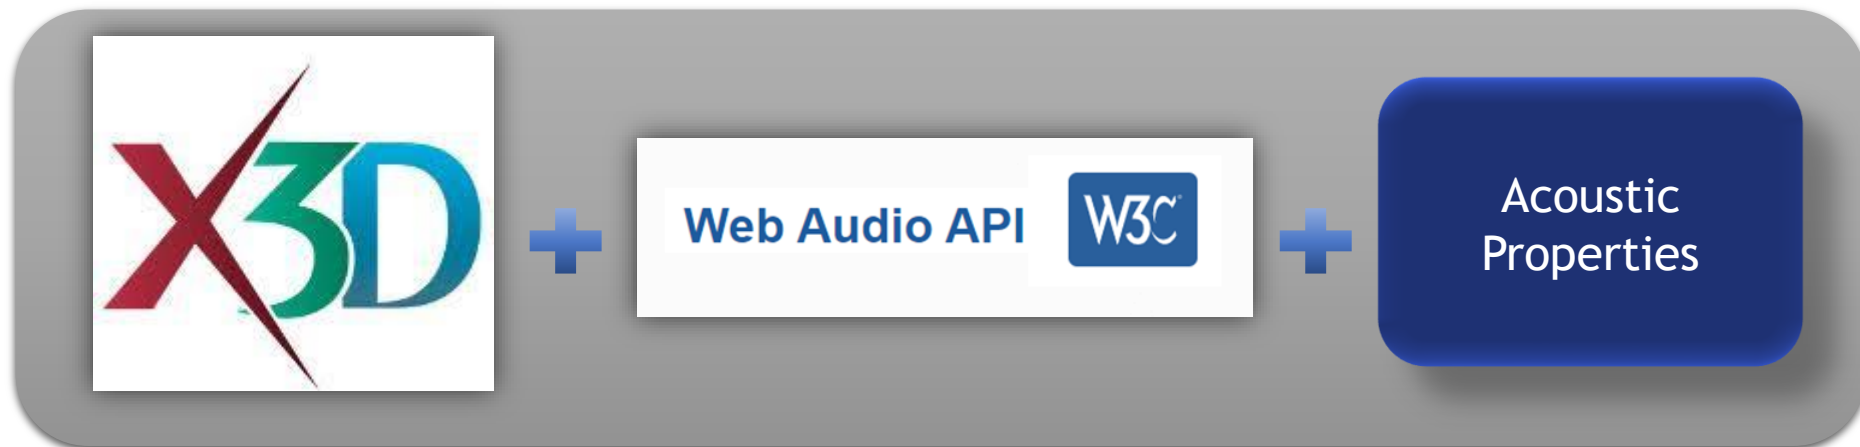 X3D
Web Audio API
W3C
Acoustic
Properties